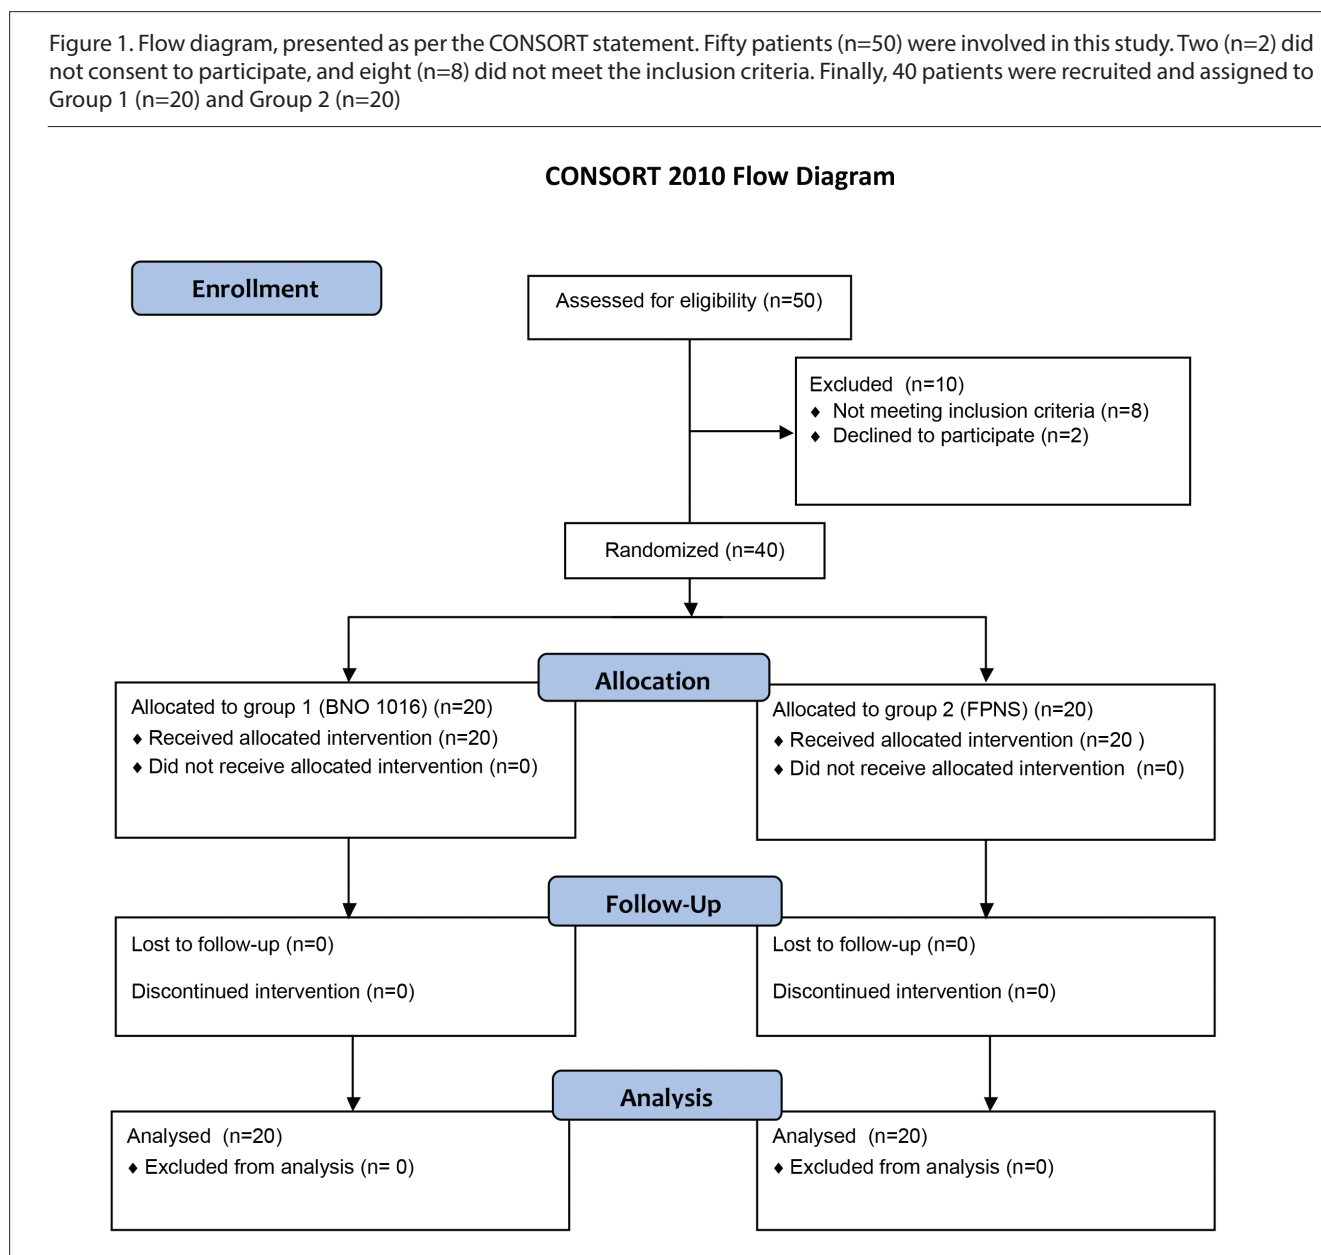 Figure 1. Flow diagram, presented as per the CONSORT statement. Fifty patients (n=50) were involved in this study. Two (n=2) did
not consent to participate, and eight (n=8) did not meet the inclusion criteria. Finally, 40 patients were recruited and assigned to
Group 1 (n=20) and Group 2 (n=20)
CONSORT 2010 Flow Diagram
Enrollment
Assessed for eligibility (n=50)
Excluded (n=10)
♦ Not meeting inclusion criteria (n=8)
♦ Declined to participate (n=2)
Randomized (n=40)
Allocation
Allocated to group 1 (BNO 1016) (n=20)
♦ Received allocated intervention (n=20)
♦ Did not receive allocated intervention (n=0)
Allocated to group 2 (FPNS) (n=20)
♦ Received allocated intervention (n=20 )
♦ Did not receive allocated intervention (n=0)
Follow-Up
Lost to follow-up (n=0)
Discontinued intervention (n=0)
Lost to follow-up (n=0)
Discontinued intervention (n=0)
Analysis
Analysed (n=20)
♦ Excluded from analysis (n= 0)
Analysed (n=20)
♦ Excluded from analysis (n=0)